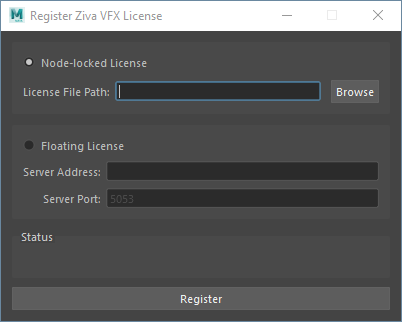 Register Ziva VFX License
Node-locked License
License File Path:
Browse
Floating License
Server Address:
Server Port: 5053
Status
Register